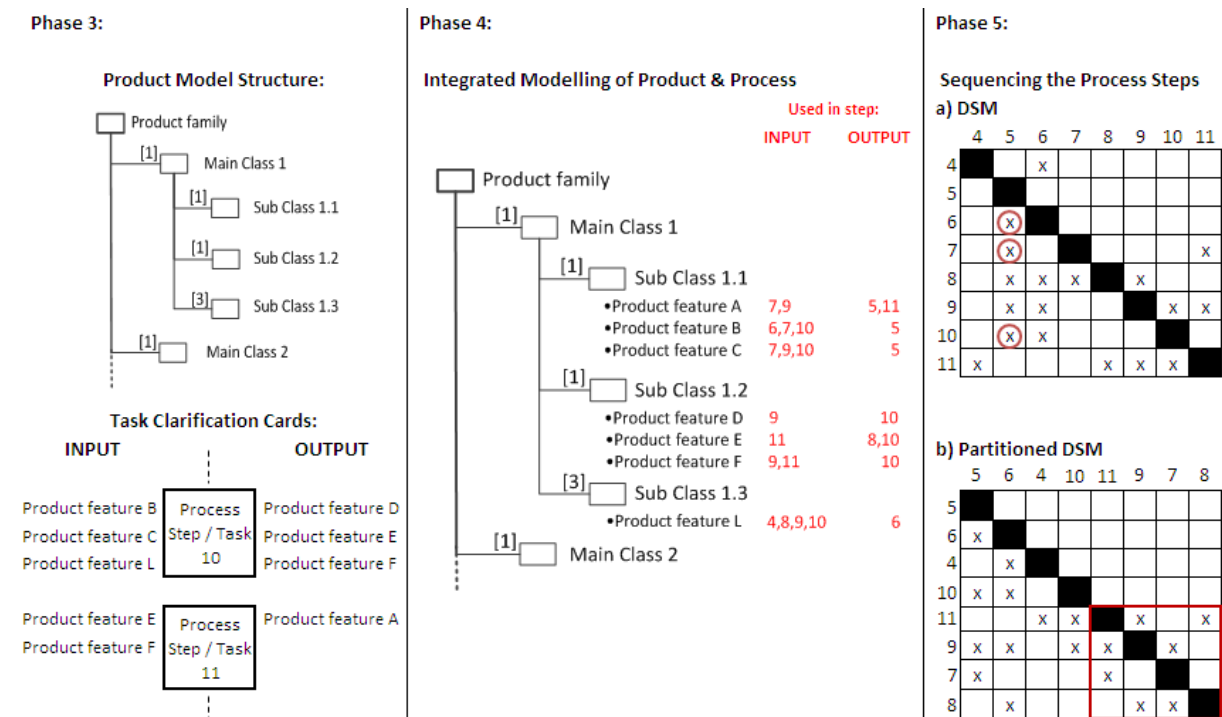 Phase 3:
Product Model Structure:
Product family
[1] Main Class 1
[1] Sub Class 1.1
[1] Sub Class 1.2
[3] Sub Class 1.3
[1] Main Class 2
Task Clarification Cards:
INPUT OUTPUT
Product feature B Process Product feature D
Product feature C Step / Task Product feature E
Product feature L 10 Product feature F
Product feature E Process Product feature A
Product feature F Step / Task
11
Phase 4:
Integrated Modelling of Product & Process
Used in step:
INPUT OUTPUT
Product family
[1] Main Class 1
[1] Sub Class 1.1
•Product feature A 7,9 5,11
•Product feature B 6,7,10 5
•Product feature C 7,9,10 5
[1] Sub Class 1.2
•Product feature D 9 10
•Product feature E 11 8,10
•Product feature F 9,11 10
[3] Sub Class 1.3
•Product feature L 4,8,9,10 6
[1] Main Class 2
Phase 5:
Sequencing the Process Steps
a) DSM
4 5 6 7 8 9 10 11
4 x
5
6 x
7 x x
8 x x x x
9 x x x x
10 x x
11 x x x x
b) Partitioned DSM
5 6 4 10 11 9 7 8
5
6 x
4 x
10 x x
11 x x x x
9 x x x x x
7 x x
8 x x x